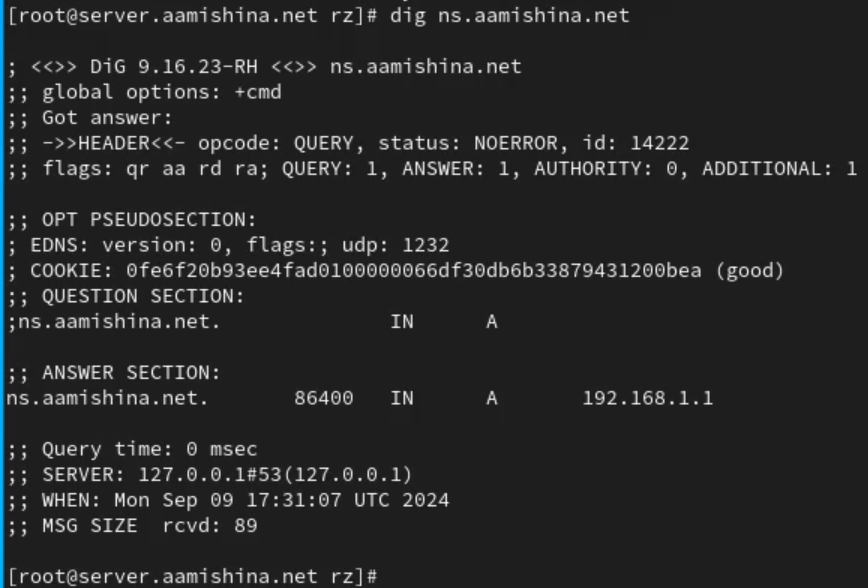 [root@server.aamishina.net rz]# dig ns.aamishina.net
; <<>> DiG 9.16.23-RH <<>> ns.aamishina.net
;; global options: +cmd
;; Got answer:
;; ->>HEADER<<- opcode: QUERY, status: NOERROR, id: 14222
;; flags: qr aa rd ra; QUERY: 1, ANSWER: 1, AUTHORITY: 0, ADDITIONAL: 1
;; OPT PSEUDOSECTION:
; EDNS: version: 0, flags:; udp: 1232
; COOKIE: 0fe6f20b93ee4fad0100000066df30db6b33879431200bea (good)
;; QUESTION SECTION:
;ns.aamishina.net. IN A
;; ANSWER SECTION:
ns.aamishina.net. 86400 IN A 192.168.1.1
;; Query time: 0 msec
;; SERVER: 127.0.0.1#53(127.0.0.1)
;; WHEN: Mon Sep 09 17:31:07 UTC 2024
;; MSG SIZE rcvd: 89
[root@server.aamishina.net rz]#